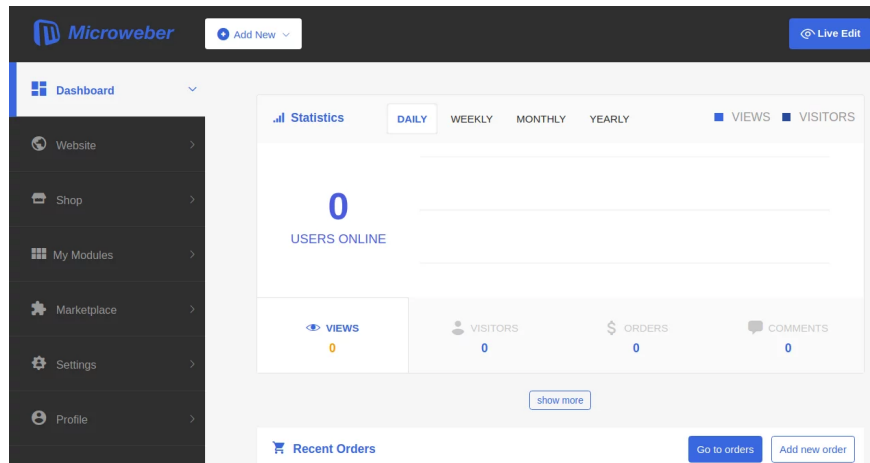 Microweber
Add New
Live Edit
Dashboard
Website
Shop
My Modules
Marketplace
Settings
Profile
Statistics
DAILY WEEKLY MONTHLY YEARLY
VIEWS VISITORS
0
USERS ONLINE
VIEWS
0
VISITORS
0
ORDERS
0
COMMENTS
0
show more
Recent Orders
Go to orders
Add new order